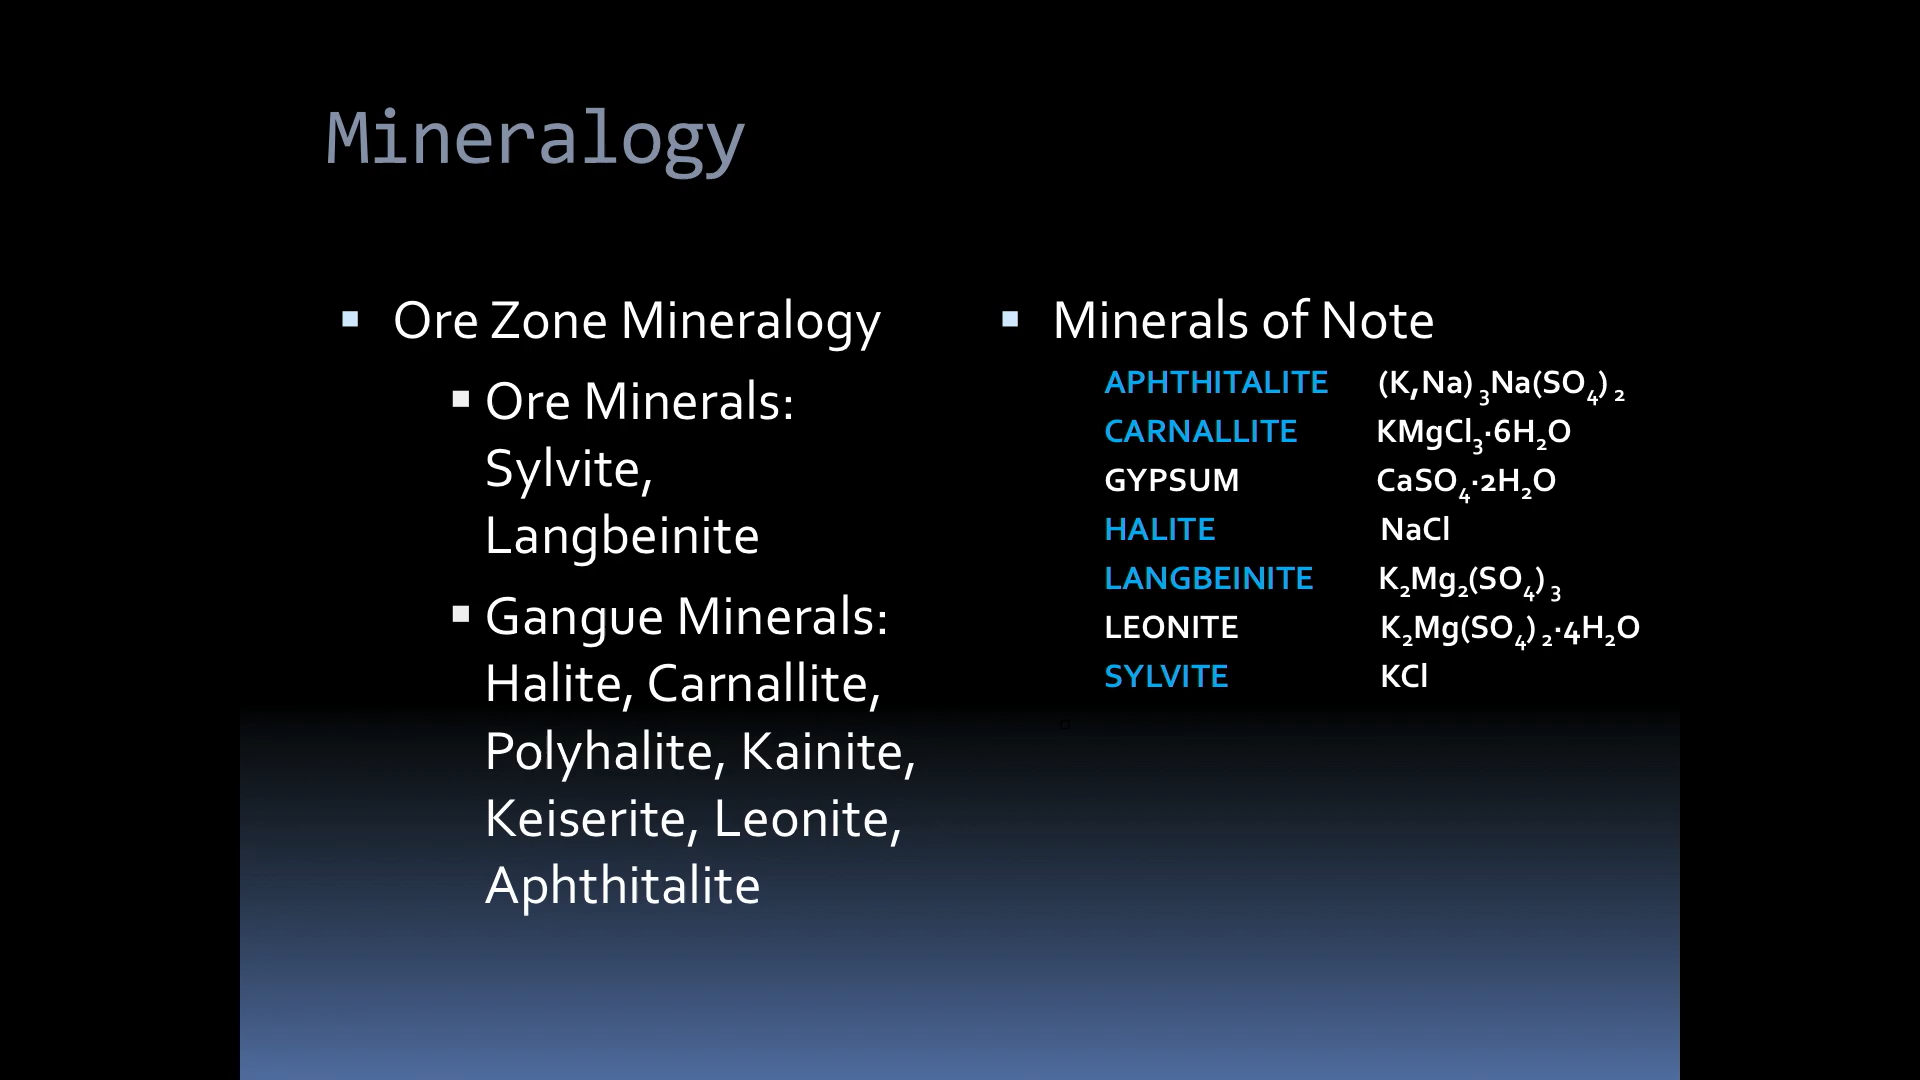 Mineralogy
▪ Ore Zone Mineralogy
▪ Ore Minerals:
Sylvite,
Langbeinite
▪ Gangue Minerals:
Halite, Carnallite,
Polyhalite, Kainite,
Keiserite, Leonite,
Aphthitalite
▪ Minerals of Note
APHTHITALITE (K,Na)₃Na(SO₄)₂
CARNALLITE KMgCl₃·6H₂O
GYPSUM CaSO₄·2H₂O
HALITE NaCl
LANGBEINITE K₂Mg₂(SO₄)₃
LEONITE K₂Mg(SO₄)₂·4H₂O
SYLVITE KCl